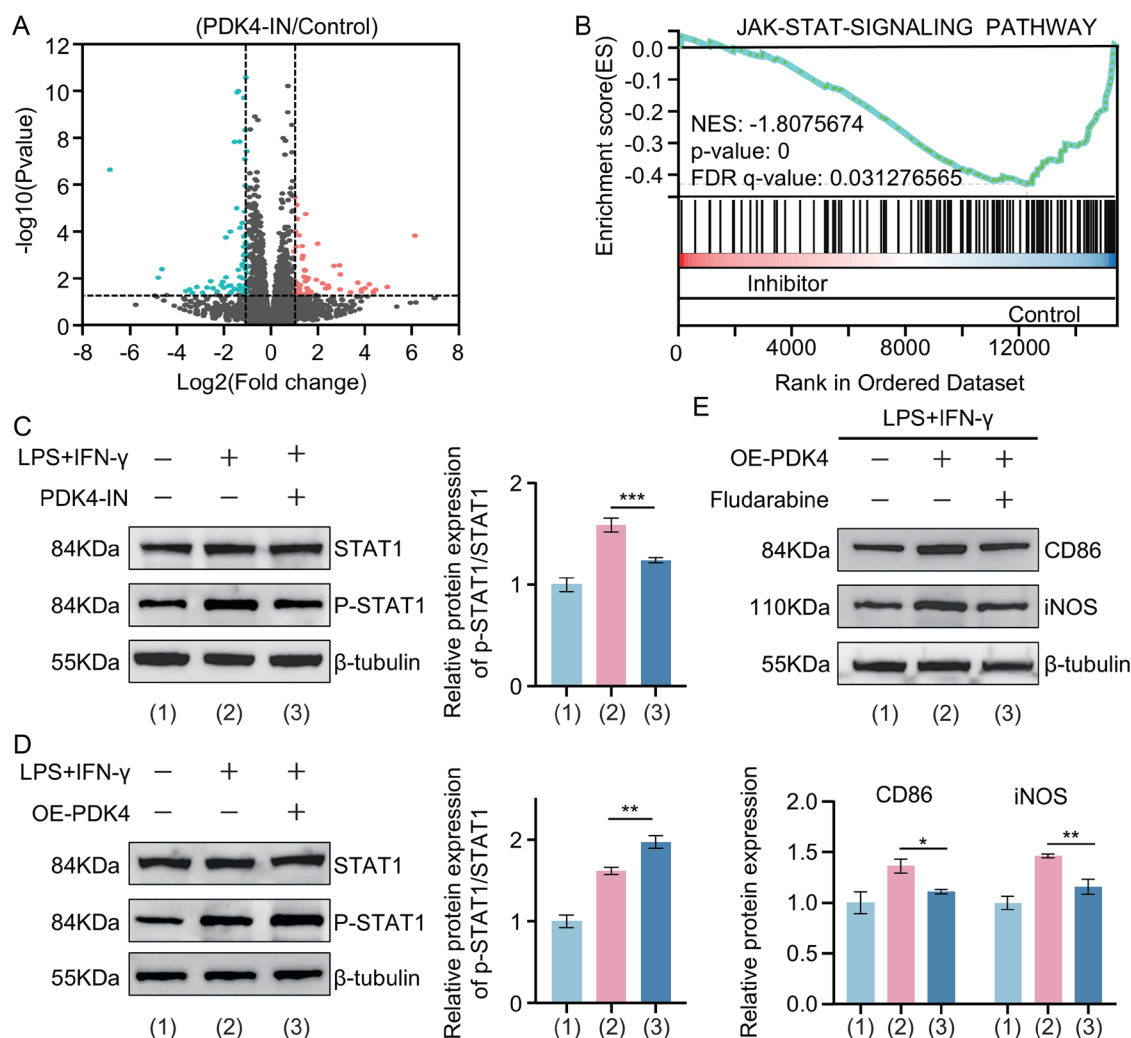 A
(PDK4-IN/Control)
12
10
8
6
4
2
0
-log10(Pvalue)
-8 -6 -4 -2 0 2 4 6 8
Log2(Fold change)
B
JAK-STAT-SIGNALING PATHWAY
0.0
-0.1
-0.2
-0.3
-0.4
Enrichment score(ES)
NES: -1.8075674
p-value: 0
FDR q-value: 0.031276565
Inhibitor
Control
0 4000 8000 12000
Rank in Ordered Dataset
C
LPS+IFN-γ − + +
PDK4-IN − − +
84KDa STAT1
84KDa P-STAT1
55KDa β-tubulin
(1) (2) (3)
Relative protein expression
of p-STAT1/STAT1
2
1
0
***
(1) (2) (3)
D
LPS+IFN-γ − + +
OE-PDK4 − − +
84KDa STAT1
84KDa P-STAT1
55KDa β-tubulin
(1) (2) (3)
Relative protein expression
of p-STAT1/STAT1
2
1
0
**
(1) (2) (3)
E
LPS+IFN-γ
OE-PDK4 − + +
Fludarabine − − +
84KDa CD86
110KDa iNOS
55KDa β-tubulin
(1) (2) (3)
Relative protein expression
2.0
1.5
1.0
0.5
0.0
CD86 iNOS
* **
(1) (2) (3) (1) (2) (3)